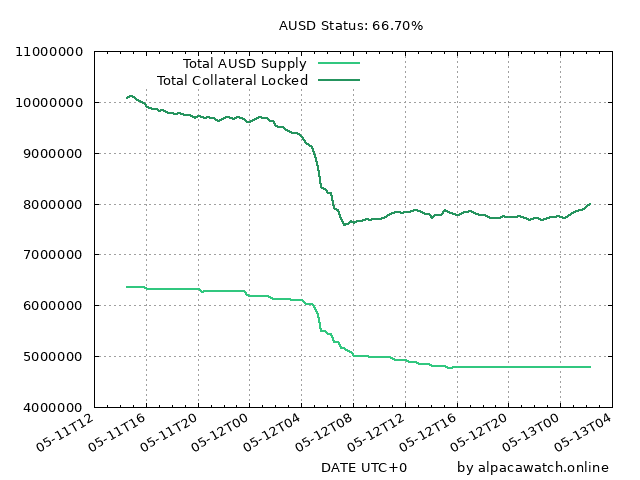 AUSD Status: 66.70%
11000000
10000000
9000000
8000000
7000000
6000000
5000000
4000000
Total AUSD Supply
Total Collateral Locked
05-11T12
05-11T16
05-11T20
05-12T00
05-12T04
05-12T08
05-12T12
05-12T16
05-12T20
05-13T00
05-13T04
DATE UTC+0 by alpacawatch.online